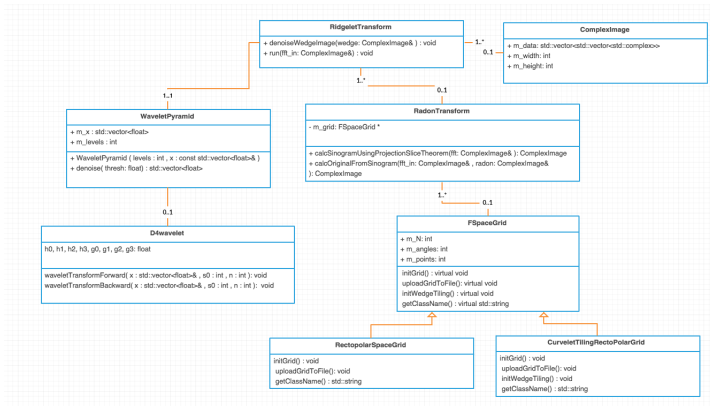 RidgeletTransform
+ denoiseWedgeImage(wedge: ComplexImage& ) : void
+ run(fft_in: ComplexImage&) : void
1..*
0..1
ComplexImage
+ m_data: std::vector<std::vector<std::complex>>
+ m_width: int
+ m_height: int
1..1
1..*
0..1
WaveletPyramid
+ m_x : std::vector<float>
+ m_levels : int
+ WaveletPyramid ( levels : int , x : const std::vector<float>& )
+ denoise( thresh: float) : std::vector<float>
RadonTransform
- m_grid: FSpaceGrid *
+ calcSinogramUsingProjectionSliceTheorem(fft: ComplexImage& ): ComplexImage
+ calcOriginalFromSinogram(fft_in: ComplexImage& , radon: ComplexImage&
): ComplexImage
1..*
0..1
0..1
D4wavelet
h0, h1, h2, h3, g0, g1, g2, g3: float
waveletTransformForward( x : std::vector<float>& , s0 : int , n : int ): void
waveletTransformBackward( x : std::vector<float>& , s0 : int , n : int ): void
FSpaceGrid
+ m_N: int
+ m_angles: int
+ m_points: int
initGrid() : virtual void
uploadGridToFile() : virtual void
initWedgeTiling() : virtual void
getClassName() : virtual std::string
RectopolarSpaceGrid
initGrid() : void
uploadGridToFile(): void
getClassName() : std::string
CurveletTilingRectoPolarGrid
initGrid() : void
uploadGridToFile() : void
initWedgeTiling() : void
getClassName() : std::string